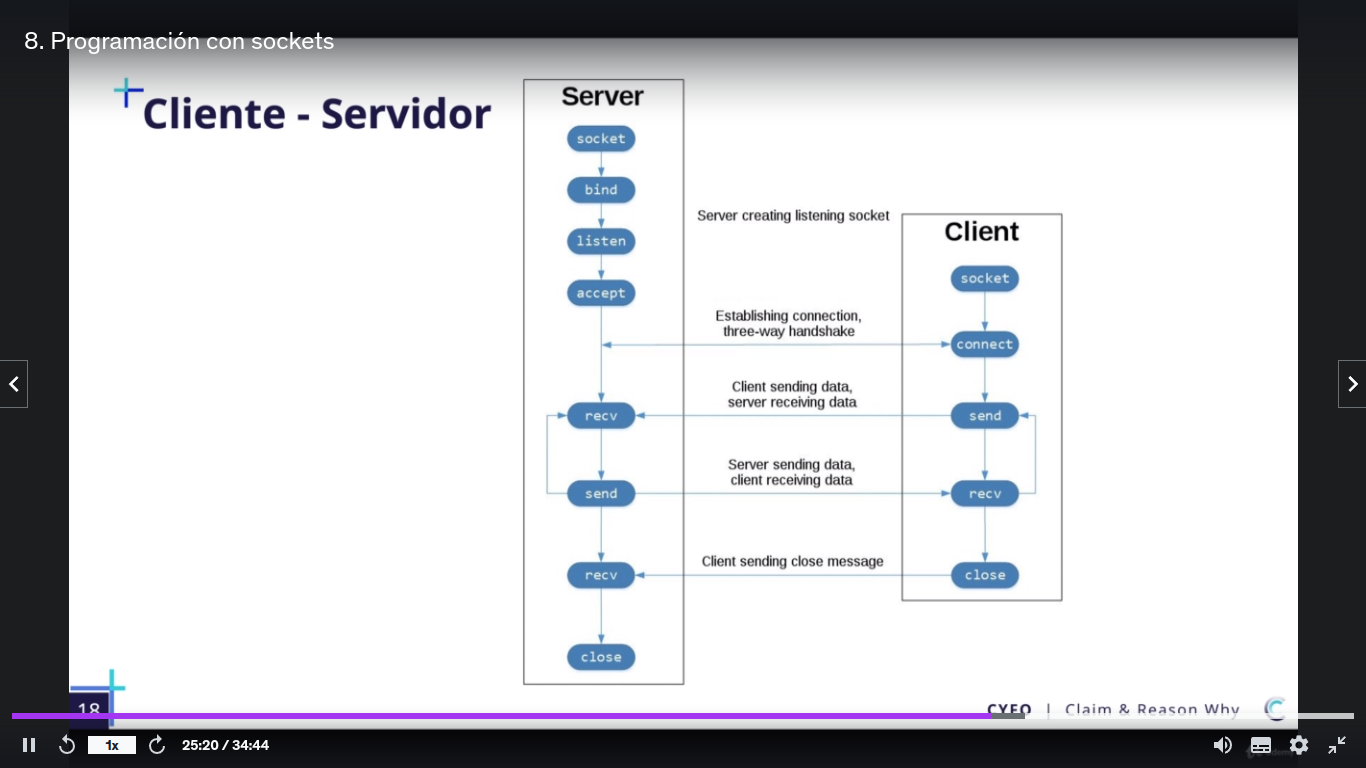 8. Programación con sockets
Cliente - Servidor
Server
socket
bind
listen
accept
recv
send
recv
close
Server creating listening socket
Establishing connection,
three-way handshake
Client sending data,
server receiving data
Server sending data,
client receiving data
Client sending close message
Client
socket
connect
send
recv
close
18
CYEO | Claim & Reason Why
1x
25:20 / 34:44